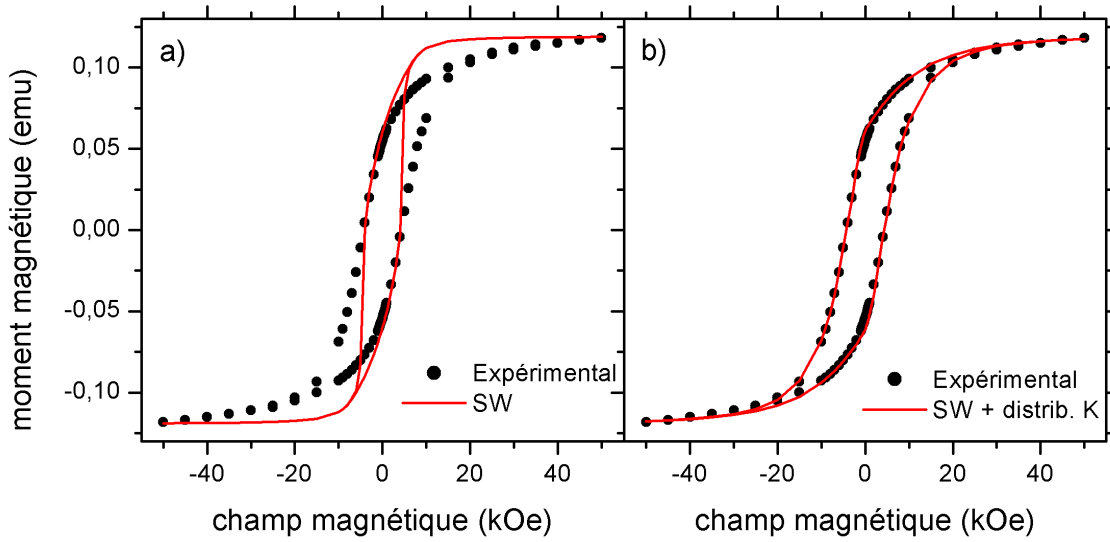 a)
b)
moment magnétique (emu)
0,10
0,05
0,00
-0,05
-0,10
Expérimental
SW
Expérimental
SW + distrib. K
-40 -20 0 20 40
-40 -20 0 20 40
champ magnétique (kOe)
champ magnétique (kOe)